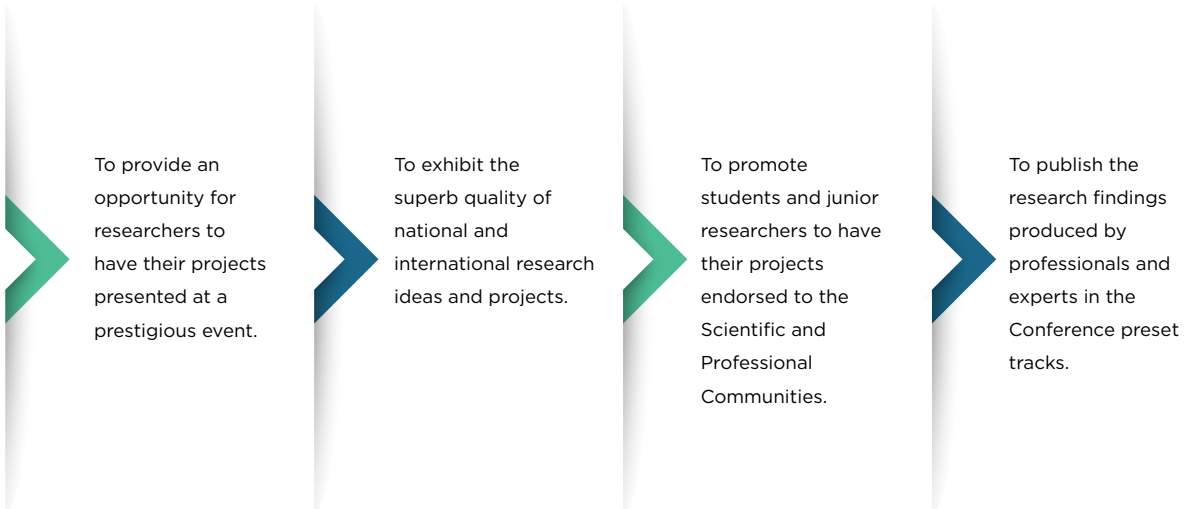 To provide an
opportunity for
researchers to
have their projects
presented at a
prestigious event.
To exhibit the
superb quality of
national and
international research
ideas and projects.
To promote
students and junior
researchers to have
their projects
endorsed to the
Scientific and
Professional
Communities.
To publish the
research findings
produced by
professionals and
experts in the
Conference preset
tracks.